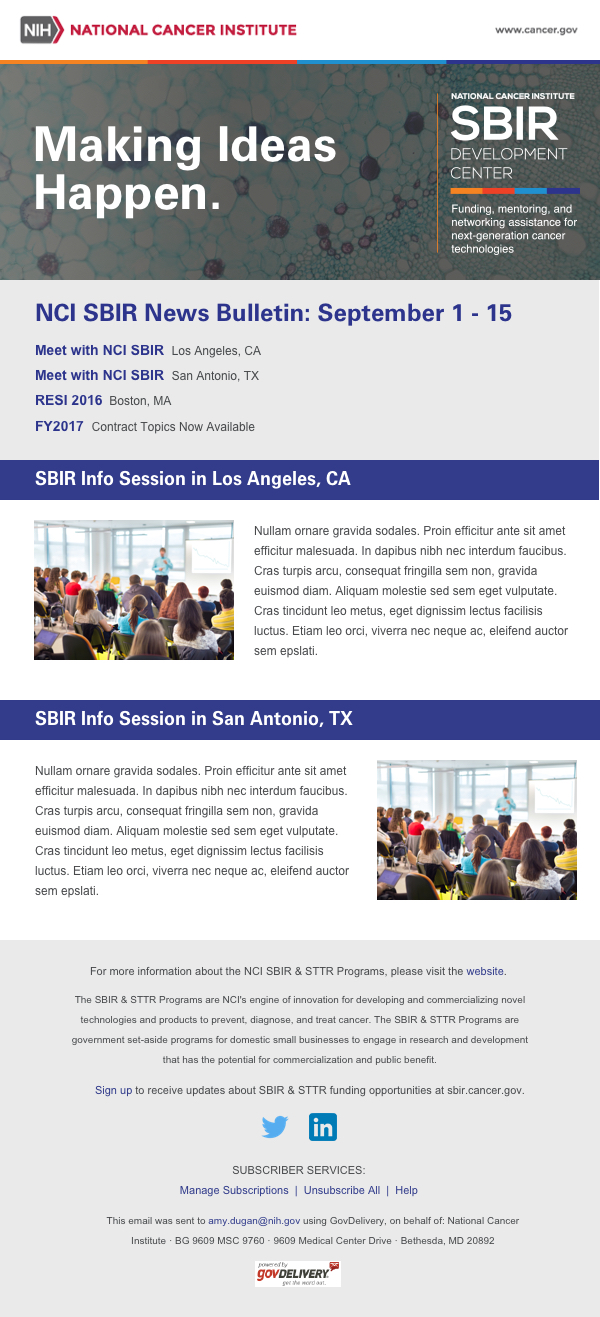 NIH NATIONAL CANCER INSTITUTE
www.cancer.gov
Making Ideas
Happen.
NATIONAL CANCER INSTITUTE
SBIR
DEVELOPMENT
CENTER
Funding, mentoring, and
networking assistance for
next-generation cancer
technologies
NCI SBIR News Bulletin: September 1 - 15
Meet with NCI SBIR Los Angeles, CA
Meet with NCI SBIR San Antonio, TX
RESI 2016 Boston, MA
FY2017 Contract Topics Now Available
SBIR Info Session in Los Angeles, CA
Nullam ornare gravida sodales. Proin efficitur ante sit amet
efficitur malesuada. In dapibus nibh nec interdum faucibus.
Cras turpis arcu, consequat fringilla sem non, gravida
euismod diam. Aliquam molestie sed sem eget vulputate.
Cras tincidunt leo metus, eget dignissim lectus facilisis
luctus. Etiam leo orci, viverra nec neque ac, eleifend auctor
sem epslati.
SBIR Info Session in San Antonio, TX
Nullam ornare gravida sodales. Proin efficitur ante sit amet
efficitur malesuada. In dapibus nibh nec interdum faucibus.
Cras turpis arcu, consequat fringilla sem non, gravida
euismod diam. Aliquam molestie sed sem eget vulputate.
Cras tincidunt leo metus, eget dignissim lectus facilisis
luctus. Etiam leo orci, viverra nec neque ac, eleifend auctor
sem epslati.
For more information about the NCI SBIR & STTR Programs, please visit the website.
The SBIR & STTR Programs are NCI's engine of innovation for developing and commercializing novel
technologies and products to prevent, diagnose, and treat cancer. The SBIR & STTR Programs are
government set-aside programs for domestic small businesses to engage in research and development
that has the potential for commercialization and public benefit.
Sign up to receive updates about SBIR & STTR funding opportunities at sbir.cancer.gov.
in
SUBSCRIBER SERVICES:
Manage Subscriptions | Unsubscribe All | Help
This email was sent to amy.dugan@nih.gov using GovDelivery, on behalf of: National Cancer
Institute · BG 9609 MSC 9760 · 9609 Medical Center Drive · Bethesda, MD 20892
powered by
GOVDELIVERY
get the word out.